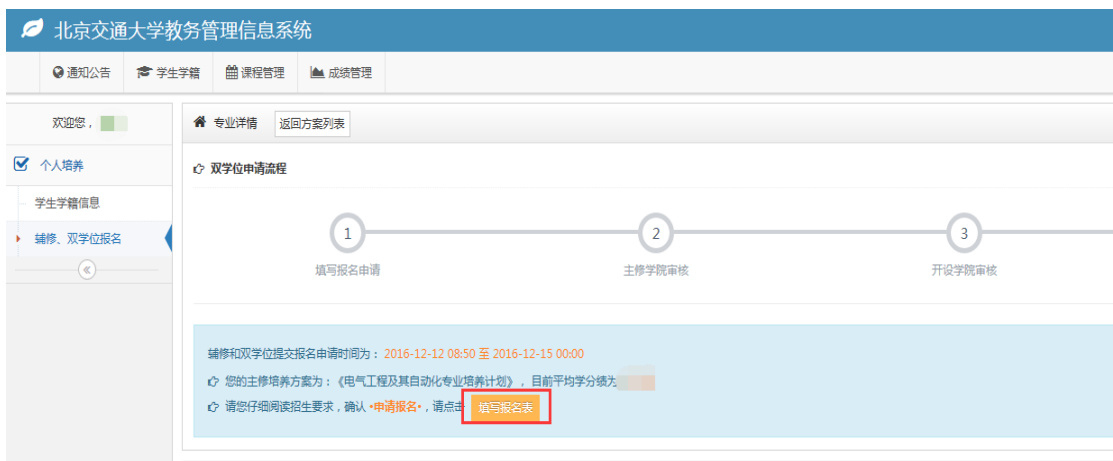 北京交通大学教务管理信息系统
通知公告 学生学籍 课程管理 成绩管理
欢迎您，
专业详情 返回方案列表
个人培养
双学位申请流程
学生学籍信息
辅修、双学位报名
1 2 3
填写报名申请 主修学院审核 开设学院审核
辅修和双学位提交报名申请时间为：2016-12-12 08:50 至 2016-12-15 00:00
您的主修培养方案为：《电气工程及其自动化专业培养计划》，目前平均学分绩为
请您仔细阅读招生要求，确认 •申请报名•，请点击 填写报名表